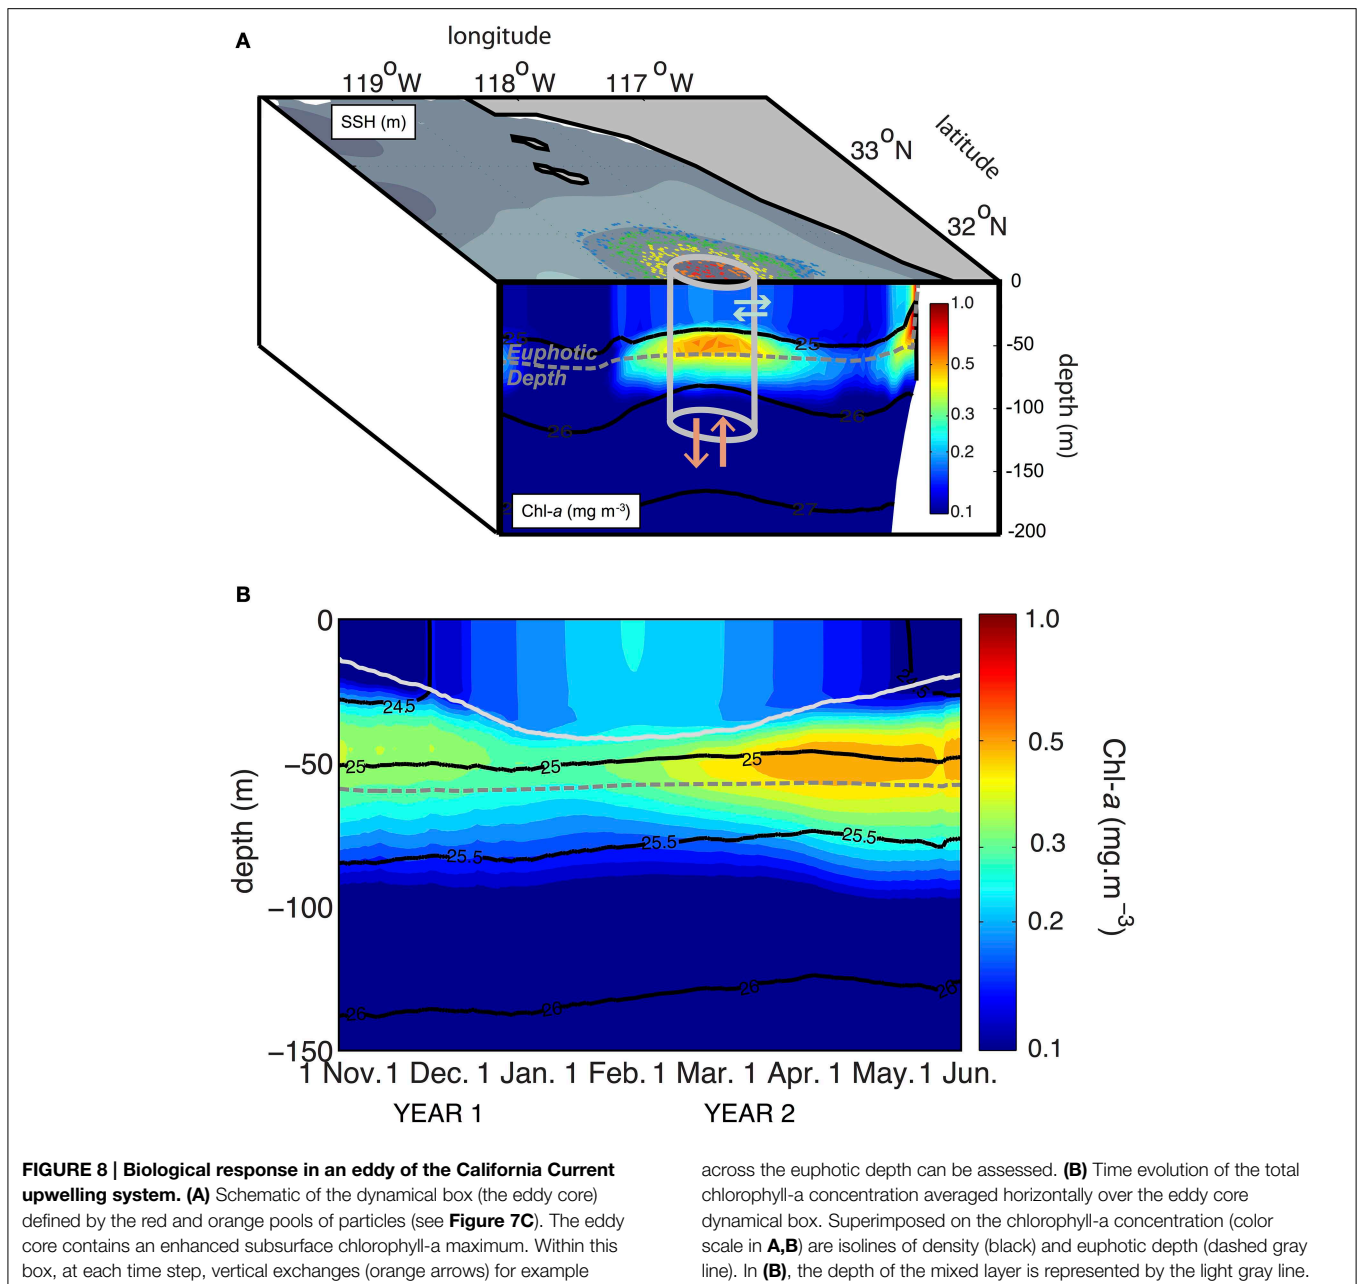 A
longitude
119°W 118°W 117°W
SSH (m)
latitude
33°N
32°N
0
1.0
25
25
-50
Euphotic
Depth
0.5
depth (m)
-100
0.3
26
26
0.2
-150
Chl-a (mg m-3)
27
0.1
-200
B
0
1.0
24.5
24.5
0.5
−50
25
25
25
Chl-a (mg.m−3)
depth (m)
0.3
25.5
25.5
25.5
−100
0.2
26
26
26
26
−150
0.1
1 Nov. 1 Dec. 1 Jan. 1 Feb. 1 Mar. 1 Apr. 1 May. 1 Jun.
YEAR 1 YEAR 2
FIGURE 8 | Biological response in an eddy of the California Current
upwelling system. (A) Schematic of the dynamical box (the eddy core)
defined by the red and orange pools of particles (see Figure 7C). The eddy
core contains an enhanced subsurface chlorophyll-a maximum. Within this
box, at each time step, vertical exchanges (orange arrows) for example
across the euphotic depth can be assessed. (B) Time evolution of the total
chlorophyll-a concentration averaged horizontally over the eddy core
dynamical box. Superimposed on the chlorophyll-a concentration (color
scale in A,B) are isolines of density (black) and euphotic depth (dashed gray
line). In (B), the depth of the mixed layer is represented by the light gray line.